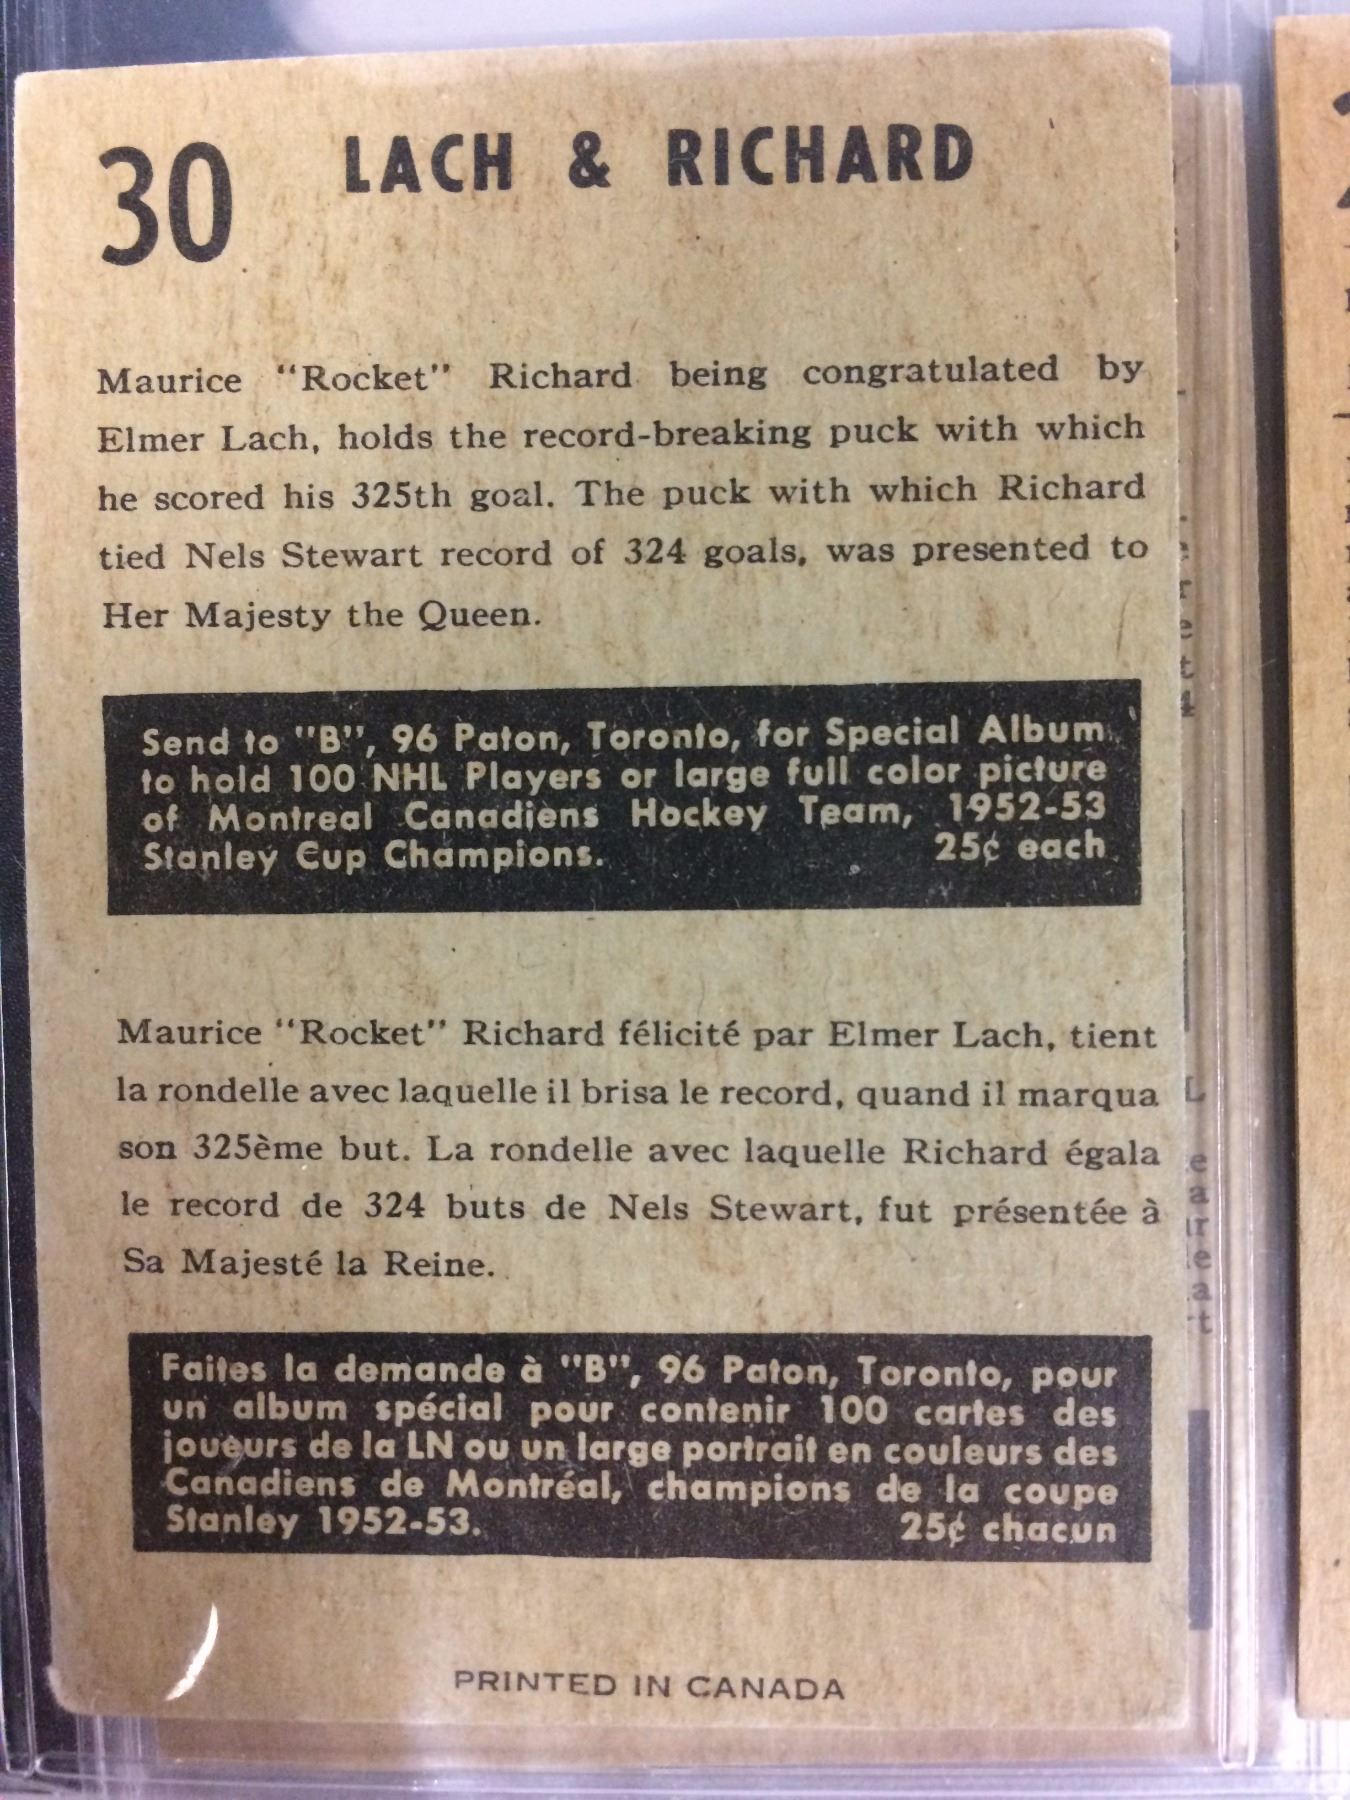 30 LACH & RICHARD
Maurice "Rocket" Richard being congratulated by
Elmer Lach, holds the record-breaking puck with which
he scored his 325th goal. The puck with which Richard
tied Nels Stewart record of 324 goals, was presented to
Her Majesty the Queen.
Send to "B", 96 Paton, Toronto, for Special Album
to hold 100 NHL Players or large full color picture
of Montreal Canadiens Hockey Team, 1952-53
Stanley Cup Champions. 25¢ each
Maurice "Rocket" Richard félicité par Elmer Lach, tient
la rondelle avec laquelle il brisa le record, quand il marqua
son 325ème but. La rondelle avec laquelle Richard égala
le record de 324 buts de Nels Stewart, fut présentée à
Sa Majesté la Reine.
Faites la demande à "B", 96 Paton, Toronto, pour
un album spécial pour contenir 100 cartes des
joueurs de la LN ou un large portrait en couleurs des
Canadiens de Montréal, champions de la coupe
Stanley 1952-53. 25¢ chacun
PRINTED IN CANADA